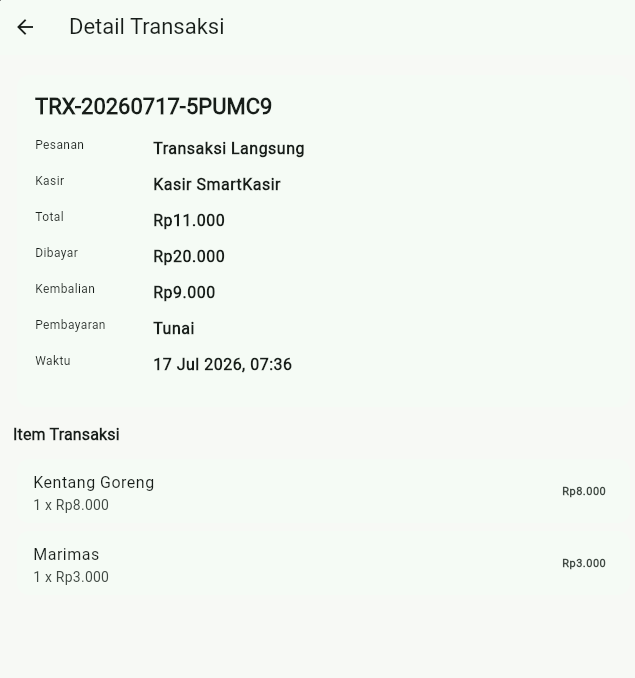 Detail Transaksi
TRX-20260717-5PUMC9
Pesanan Transaksi Langsung
Kasir Kasir SmartKasir
Total Rp11.000
Dibayar Rp20.000
Kembalian Rp9.000
Pembayaran Tunai
Waktu 17 Jul 2026, 07:36
Item Transaksi
Kentang Goreng
1 x Rp8.000
Rp8.000
Marimas
1 x Rp3.000
Rp3.000